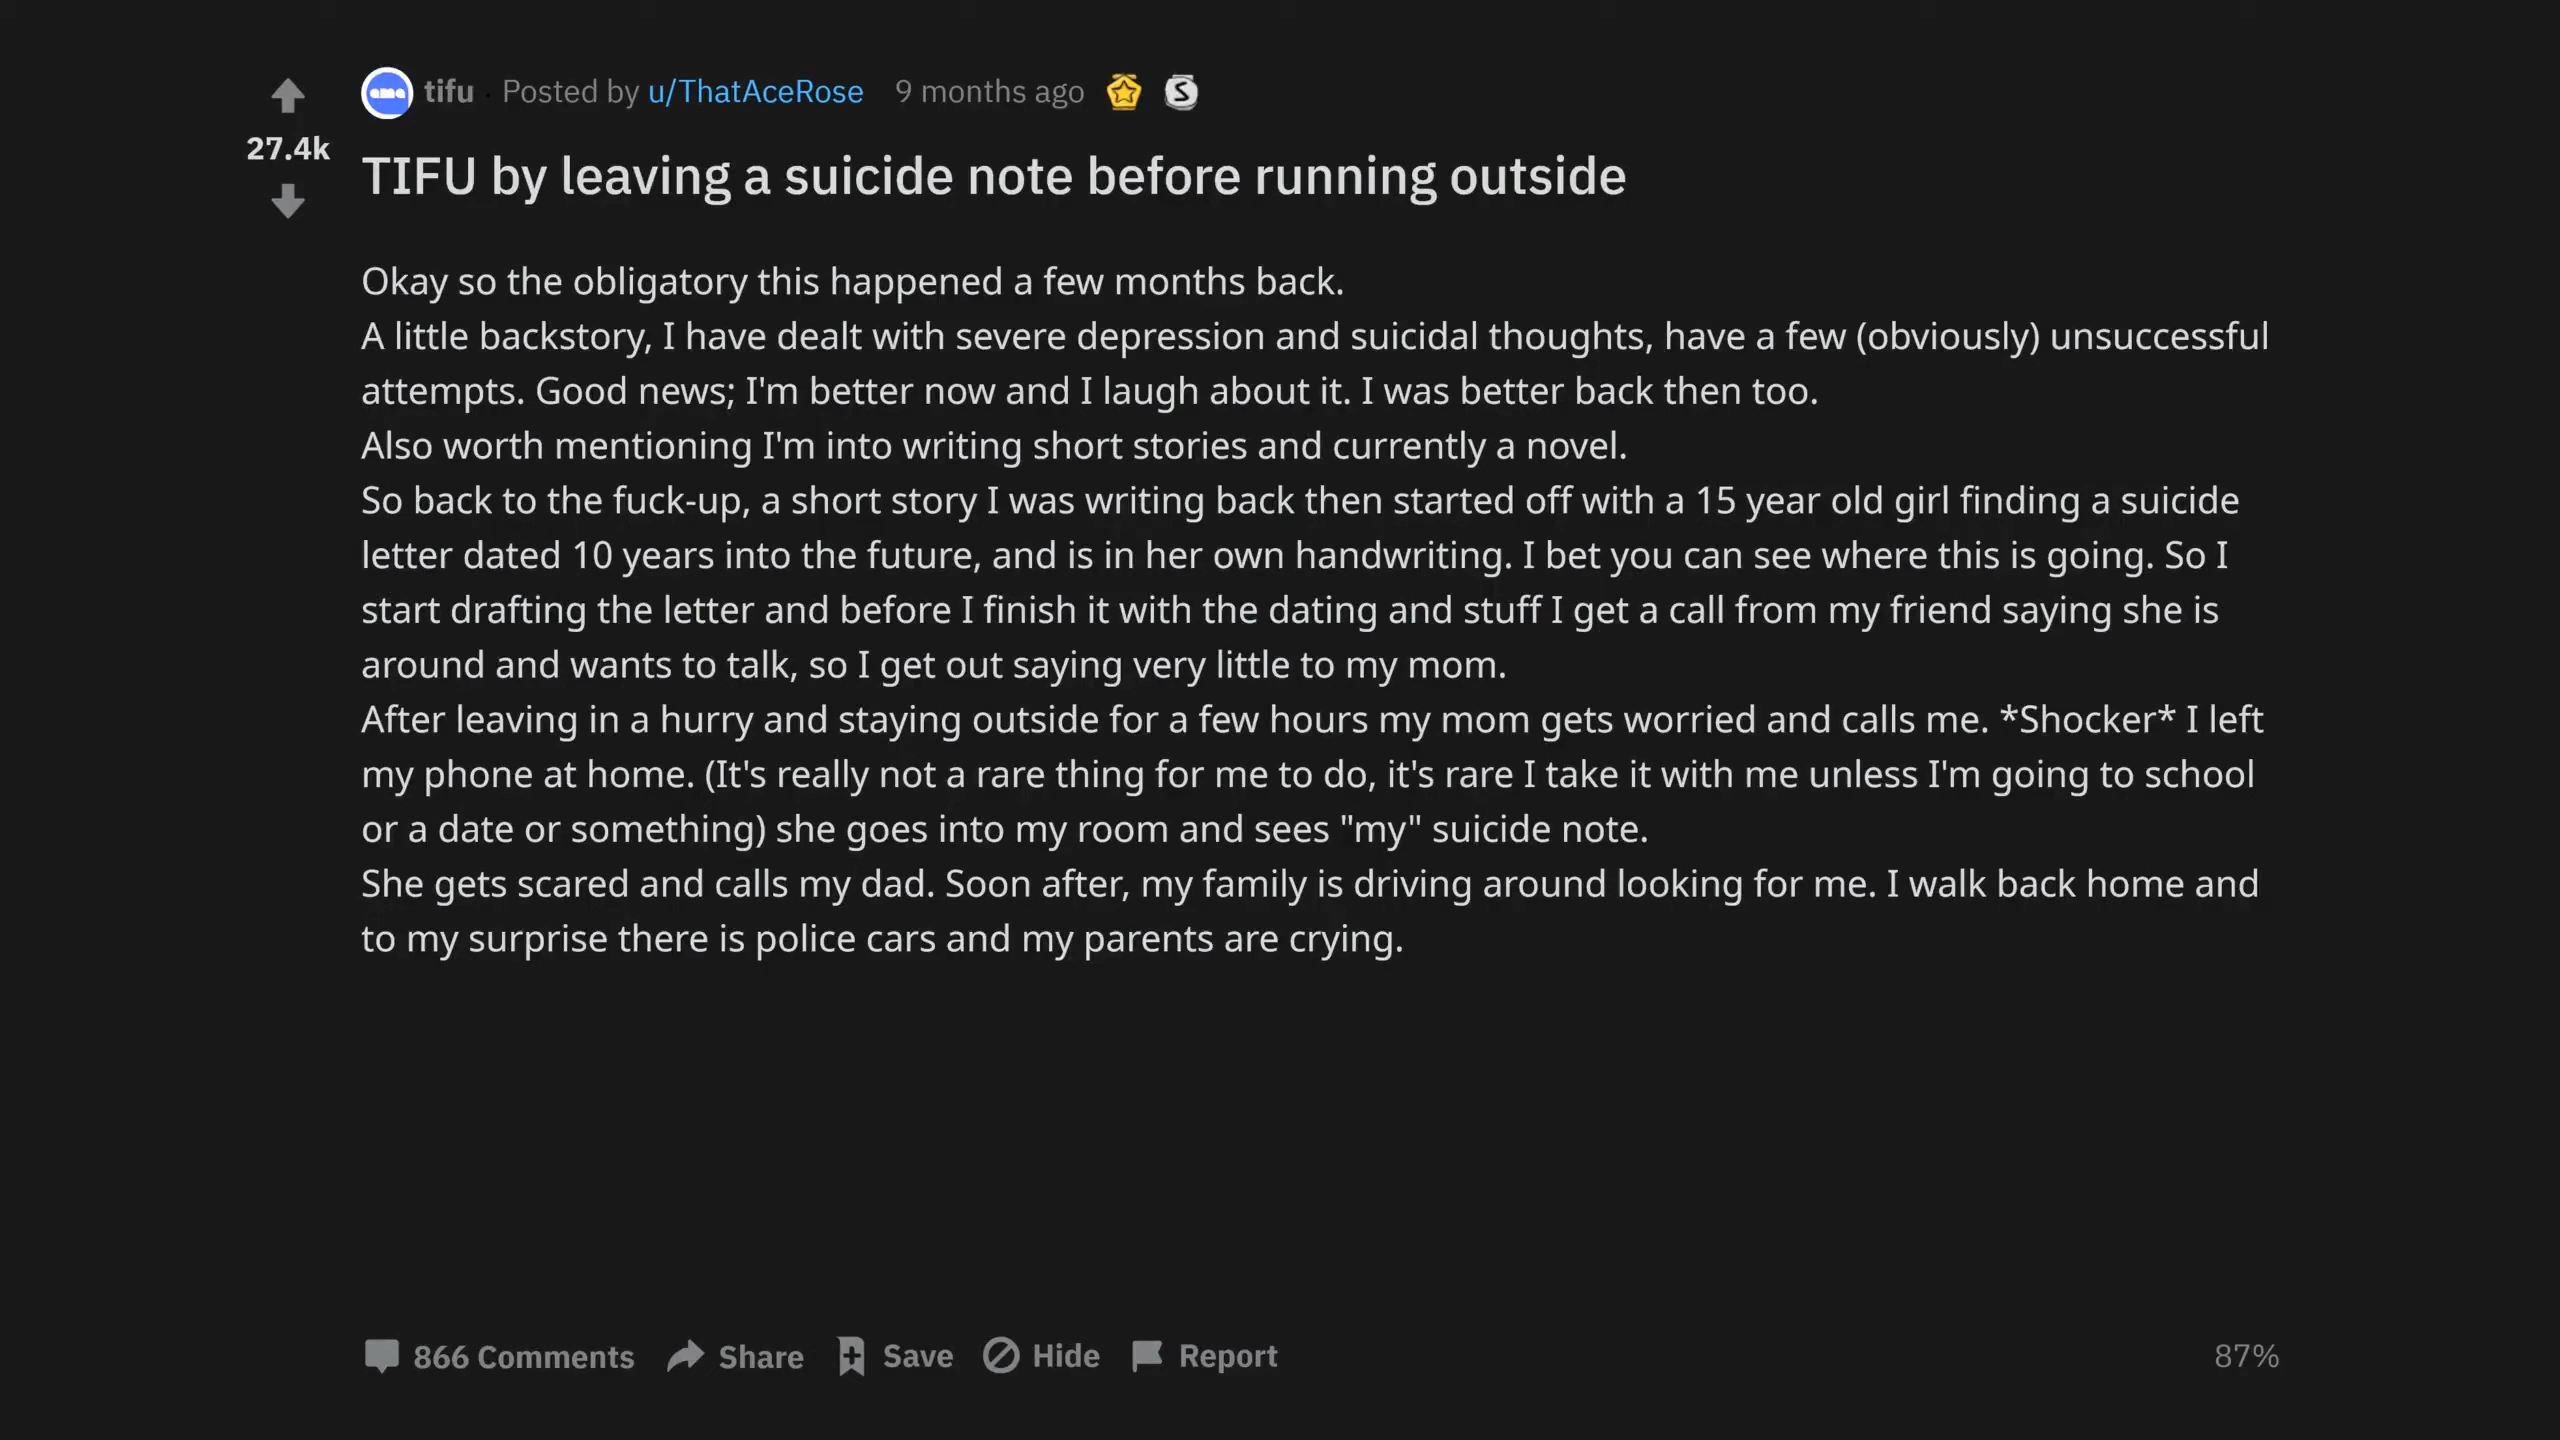 tifu · Posted by u/ThatAceRose 9 months ago
27.4k
TIFU by leaving a suicide note before running outside
Okay so the obligatory this happened a few months back.
A little backstory, I have dealt with severe depression and suicidal thoughts, have a few (obviously) unsuccessful
attempts. Good news; I'm better now and I laugh about it. I was better back then too.
Also worth mentioning I'm into writing short stories and currently a novel.
So back to the fuck-up, a short story I was writing back then started off with a 15 year old girl finding a suicide
letter dated 10 years into the future, and is in her own handwriting. I bet you can see where this is going. So I
start drafting the letter and before I finish it with the dating and stuff I get a call from my friend saying she is
around and wants to talk, so I get out saying very little to my mom.
After leaving in a hurry and staying outside for a few hours my mom gets worried and calls me. *Shocker* I left
my phone at home. (It's really not a rare thing for me to do, it's rare I take it with me unless I'm going to school
or a date or something) she goes into my room and sees "my" suicide note.
She gets scared and calls my dad. Soon after, my family is driving around looking for me. I walk back home and
to my surprise there is police cars and my parents are crying.
866 Comments Share Save Hide Report 87%